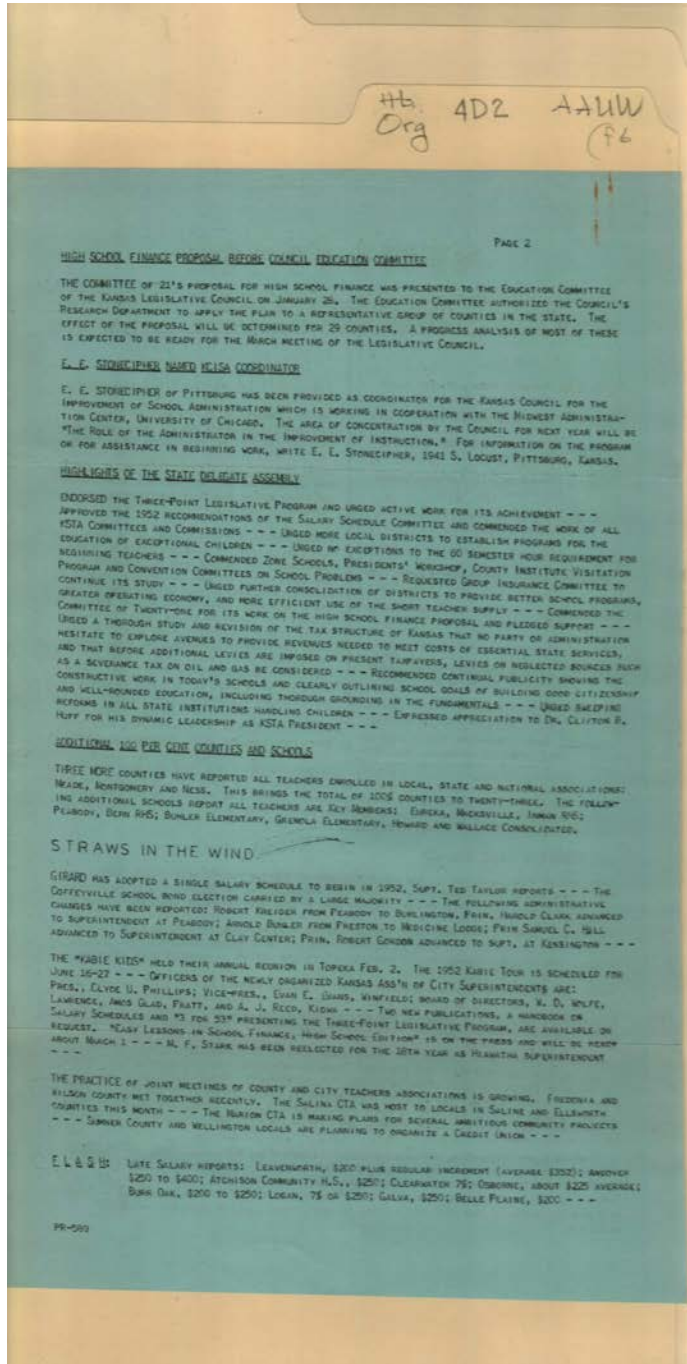 Hb. 4D2 AAUW
Org (f6
PAGE 2
HIGH SCHOOL FINANCE PROPOSAL BEFORE COUNCIL EDUCATION COMMITTEE
THE COMMITTEE OF 21'S PROPOSAL FOR HIGH SCHOOL FINANCE WAS PRESENTED TO THE EDUCATION COMMITTEE
OF THE KANSAS LEGISLATIVE COUNCIL ON JANUARY 26. THE EDUCATION COMMITTEE AUTHORIZED THE COUNCIL'S
RESEARCH DEPARTMENT TO APPLY THE PLAN TO A REPRESENTATIVE GROUP OF COUNTIES IN THE STATE. THE
EFFECT OF THE PROPOSAL WILL BE DETERMINED FOR 29 COUNTIES. A PROGRESS ANALYSIS OF MOST OF THESE
IS EXPECTED TO BE READY FOR THE MARCH MEETING OF THE LEGISLATIVE COUNCIL.
E. E. STONECIPHER NAMED KCISA COORDINATOR
E. E. STONECIPHER OF PITTSBURG HAS BEEN PROVIDED AS COORDINATOR FOR THE KANSAS COUNCIL FOR THE
IMPROVEMENT OF SCHOOL ADMINISTRATION WHICH IS WORKING IN COOPERATION WITH THE MIDWEST ADMINISTRA-
TION CENTER, UNIVERSITY OF CHICAGO. THE AREA OF CONCENTRATION BY THE COUNCIL FOR NEXT YEAR WILL BE
"THE ROLE OF THE ADMINISTRATOR IN THE IMPROVEMENT OF INSTRUCTION." FOR INFORMATION ON THE PROGRAM
OR FOR ASSISTANCE IN BEGINNING WORK, WRITE E. E. STONECIPHER, 1941 S. LOCUST, PITTSBURG, KANSAS.
HIGHLIGHTS OF THE STATE DELEGATE ASSEMBLY
ENDORSED THE THREE-POINT LEGISLATIVE PROGRAM AND URGED ACTIVE WORK FOR ITS ACHIEVEMENT - - -
APPROVED THE 1952 RECOMMENDATIONS OF THE SALARY SCHEDULE COMMITTEE AND COMMENDED THE WORK OF ALL
KSTA COMMITTEES AND COMMISSIONS - - - URGED MORE LOCAL DISTRICTS TO ESTABLISH PROGRAMS FOR THE
EDUCATION OF EXCEPTIONAL CHILDREN - - - URGED NO EXCEPTIONS TO THE 60 SEMESTER HOUR REQUIREMENT FOR
BEGINNING TEACHERS - - - COMMENDED ZONE SCHOOLS, PRESIDENTS' WORKSHOP, COUNTY INSTITUTE VISITATION
PROGRAM AND CONVENTION COMMITTEES ON SCHOOL PROBLEMS - - - REQUESTED GROUP INSURANCE COMMITTEE TO
CONTINUE ITS STUDY - - - URGED FURTHER CONSOLIDATION OF DISTRICTS TO PROVIDE BETTER SCHOOL PROGRAMS,
GREATER OPERATING ECONOMY, AND MORE EFFICIENT USE OF THE SHORT TEACHER SUPPLY - - - COMMENDED THE
COMMITTEE OF TWENTY-ONE FOR ITS WORK ON THE HIGH SCHOOL FINANCE PROPOSAL AND PLEDGED SUPPORT - - -
URGED A THOROUGH STUDY AND REVISION OF THE TAX STRUCTURE OF KANSAS THAT NO PARTY OR ADMINISTRATION
HESITATE TO EXPLORE AVENUES TO PROVIDE REVENUES NEEDED TO MEET COSTS OF ESSENTIAL STATE SERVICES,
AND THAT BEFORE ADDITIONAL LEVIES ARE IMPOSED ON PRESENT TAXPAYERS, LEVIES ON NEGLECTED SOURCES SUCH
AS A SEVERANCE TAX ON OIL AND GAS BE CONSIDERED - - - RECOMMENDED CONTINUAL PUBLICITY SHOWING THE
CONSTRUCTIVE WORK IN TODAY'S SCHOOLS AND CLEARLY OUTLINING SCHOOL GOALS OF BUILDING GOOD CITIZENSHIP
AND WELL-ROUNDED EDUCATION, INCLUDING THOROUGH GROUNDING IN THE FUNDAMENTALS - - - URGED SWEEPING
REFORMS IN ALL STATE INSTITUTIONS HANDLING CHILDREN - - - EXPRESSED APPRECIATION TO DR. CLIFTON B.
HUFF FOR HIS DYNAMIC LEADERSHIP AS KSTA PRESIDENT - - -
ADDITIONAL 100 PER CENT COUNTIES AND SCHOOLS
THREE MORE COUNTIES HAVE REPORTED ALL TEACHERS ENROLLED IN LOCAL, STATE AND NATIONAL ASSOCIATIONS:
MEADE, MONTGOMERY AND NESS. THIS BRINGS THE TOTAL OF 100% COUNTIES TO TWENTY-THREE. THE FOLLOW-
ING ADDITIONAL SCHOOLS REPORT ALL TEACHERS ARE KEY MEMBERS: EUREKA, MACKSVILLE, INMAN RHS;
PEABODY, BERN RHS; BUHLER ELEMENTARY, GRENOLA ELEMENTARY, HOWARD AND WALLACE CONSOLIDATED.
STRAWS IN THE WIND
GIRARD HAS ADOPTED A SINGLE SALARY SCHEDULE TO BEGIN IN 1952, SUPT. TED TAYLOR REPORTS - - - THE
COFFEYVILLE SCHOOL BOND ELECTION CARRIED BY A LARGE MAJORITY - - - THE FOLLOWING ADMINISTRATIVE
CHANGES HAVE BEEN REPORTED: ROBERT KREIDER FROM PEABODY TO BURLINGTON, PRIN. HAROLD CLARK ADVANCED
TO SUPERINTENDENT AT PEABODY; ARNOLD BUHLER FROM PRESTON TO MEDICINE LODGE; PRIN SAMUEL C. HILL
ADVANCED TO SUPERINTENDENT AT CLAY CENTER; PRIN. ROBERT GORDON ADVANCED TO SUPT. AT KENSINGTON - - -
THE "KABIE KIDS" HELD THEIR ANNUAL REUNION IN TOPEKA FEB. 2. THE 1952 KABIE TOUR IS SCHEDULED FOR
JUNE 16-27 - - - OFFICERS OF THE NEWLY ORGANIZED KANSAS ASS'N OF CITY SUPERINTENDENTS ARE:
PRES., CLYDE U. PHILLIPS; VICE-PRES., EVAN E. EVANS, WINFIELD; BOARD OF DIRECTORS, W. D. WOLFE,
LAWRENCE, AMOS GLAD, PRATT, AND A. J. REED, KIOWA - - - TWO NEW PUBLICATIONS, A HANDBOOK ON
SALARY SCHEDULES AND "3 FOR 53" PRESENTING THE THREE-POINT LEGISLATIVE PROGRAM, ARE AVAILABLE ON
REQUEST. "EASY LESSONS IN SCHOOL FINANCE, HIGH SCHOOL EDITION" IS ON THE PRESS AND WILL BE READY
ABOUT MARCH 1 - - - N. F. STARK HAS BEEN REELECTED FOR THE 18TH YEAR AS HIAWATHA SUPERINTENDENT
- - -
THE PRACTICE OF JOINT MEETINGS OF COUNTY AND CITY TEACHERS ASSOCIATIONS IS GROWING. FREDONIA AND
WILSON COUNTY MET TOGETHER RECENTLY. THE SALINA CTA WAS HOST TO LOCALS IN SALINE AND ELLSWORTH
COUNTIES THIS MONTH - - - THE MARION CTA IS MAKING PLANS FOR SEVERAL AMBITIOUS COMMUNITY PROJECTS
- - - SUMNER COUNTY AND WELLINGTON LOCALS ARE PLANNING TO ORGANIZE A CREDIT UNION - - -
F L A S H: LATE SALARY REPORTS: LEAVENWORTH, $200 PLUS REGULAR INCREMENT (AVERAGE $352); ANDOVER
$250 TO $400; ATCHISON COMMUNITY H.S., $250; CLEARWATER 7%; OSBORNE, ABOUT $225 AVERAGE;
BURR OAK, $200 TO $250; LOGAN, 7% OR $250; GALVA, $250; BELLE PLAINE, $200 - - -
PR-589